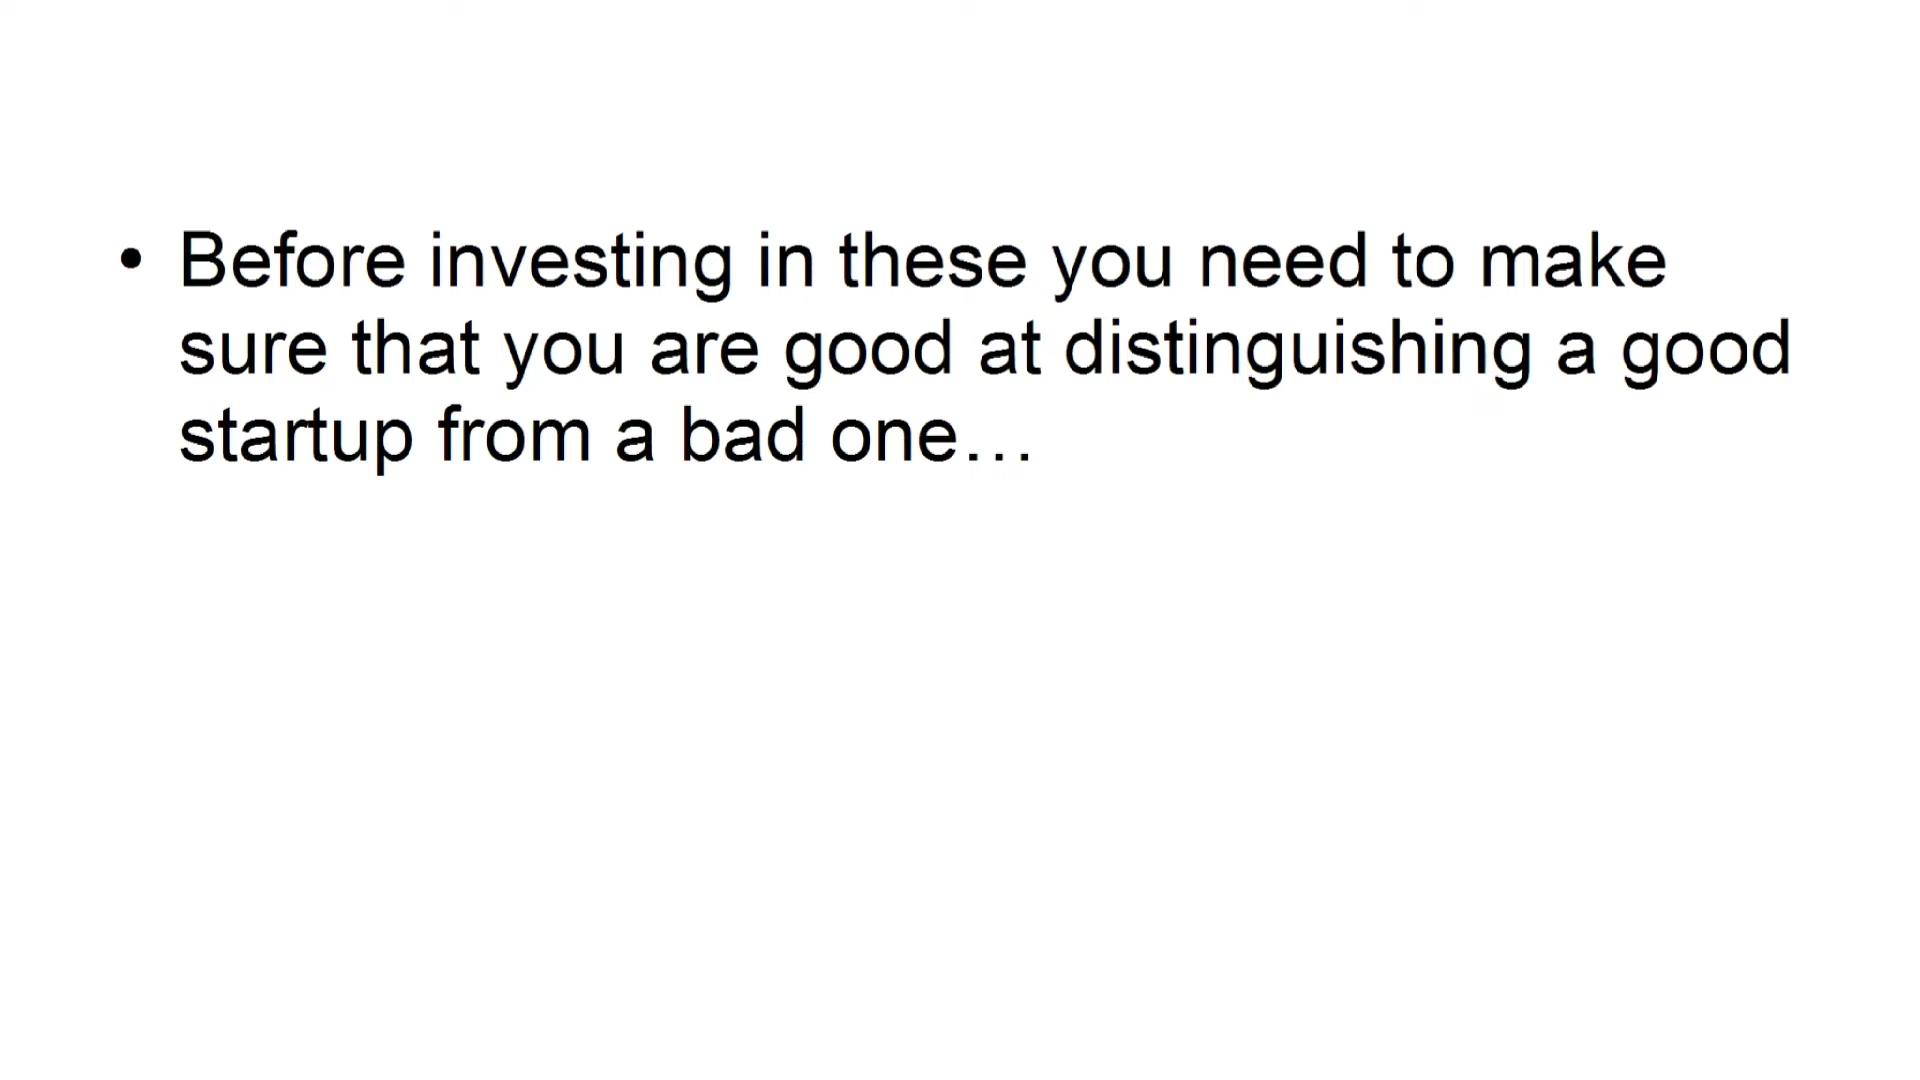 • Before investing in these you need to make
sure that you are good at distinguishing a good
startup from a bad one…